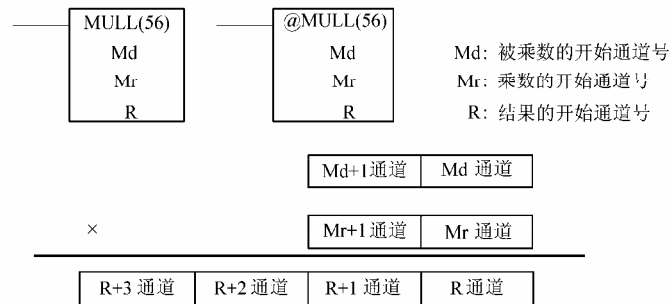 MULL(56) @MULL(56)
Md Md Md: 被乘数的开始通道号
Mr Mr Mr: 乘数的开始通道号
R R R: 结果的开始通道号
Md+1通道 Md 通道
× Mr+1通道 Mr 通道
R+3 通道 R+2 通道 R+1 通道 R通道